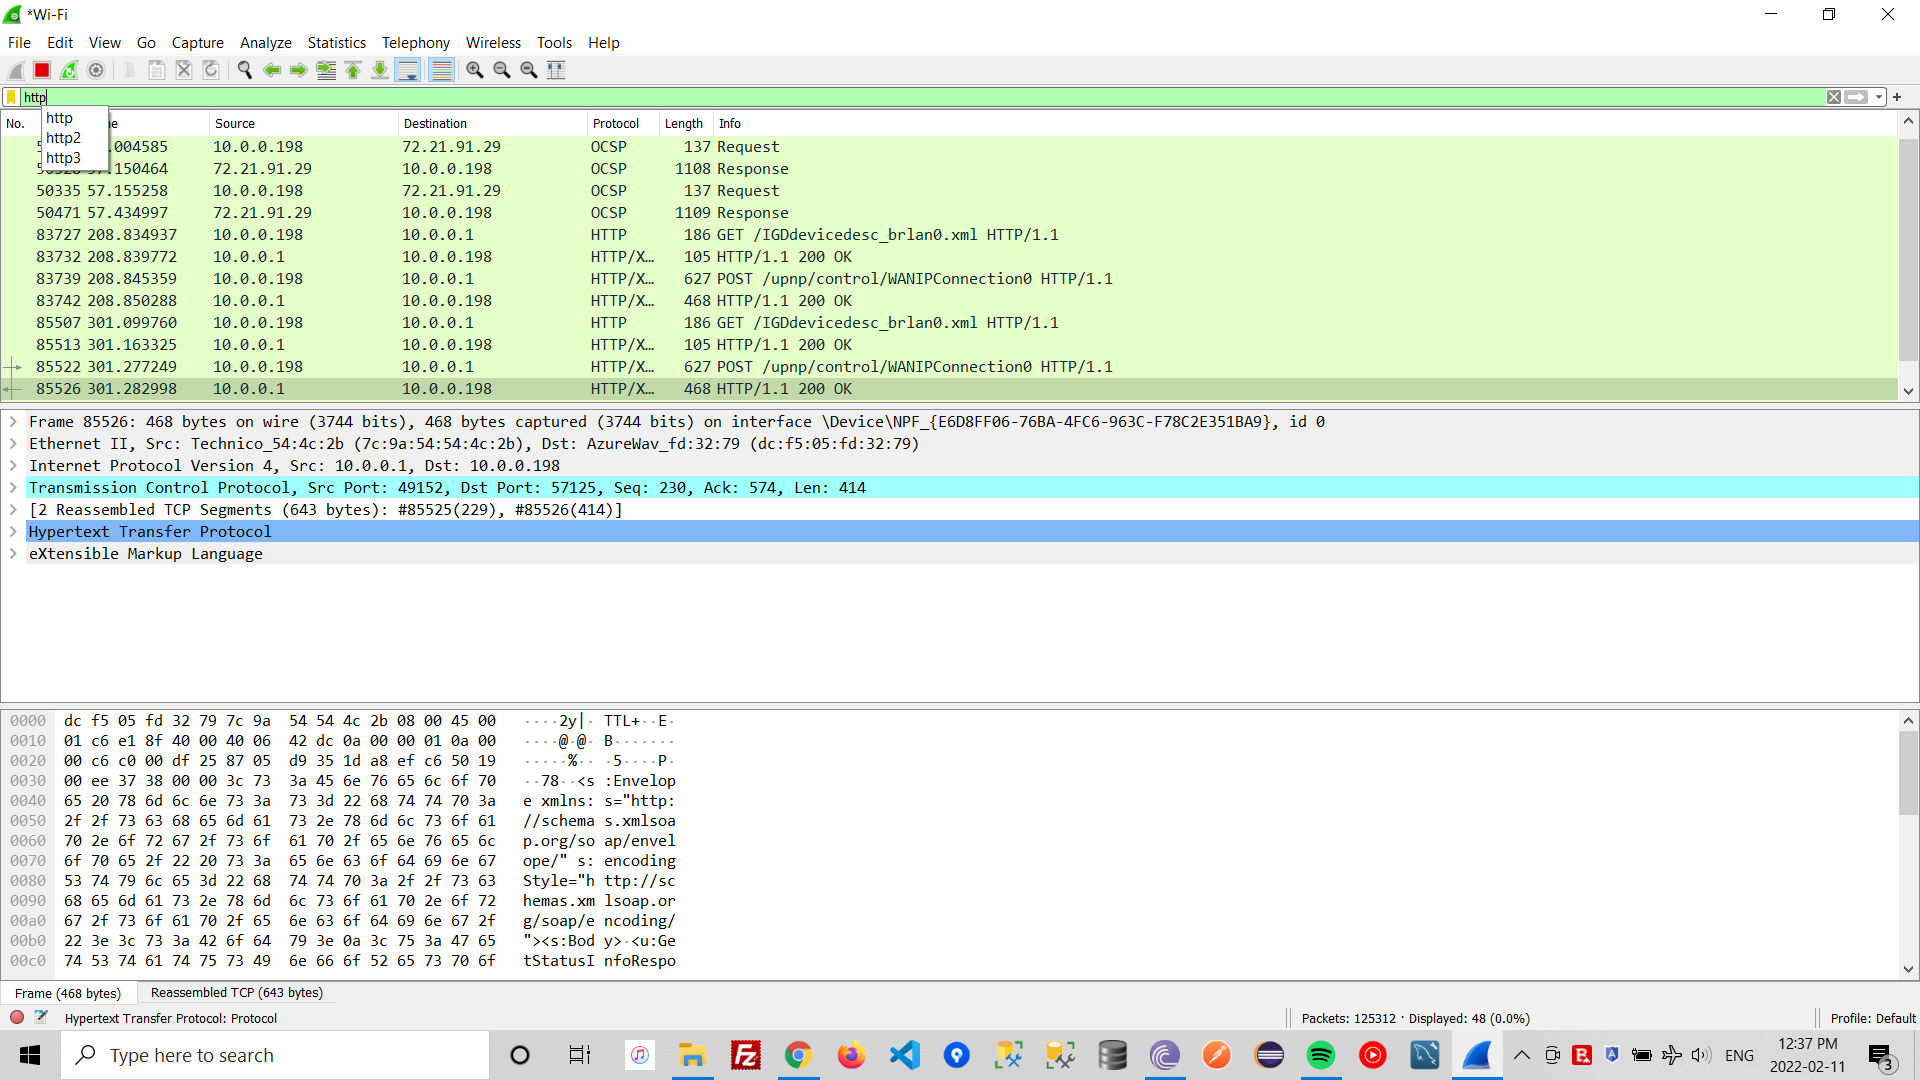 *Wi-Fi
File Edit View Go Capture Analyze Statistics Telephony Wireless Tools Help
http
http
http2
http3
No. Source Destination Protocol Length Info
.004585 10.0.0.198 72.21.91.29 OCSP 137 Request
.150464 72.21.91.29 10.0.0.198 OCSP 1108 Response
50335 57.155258 10.0.0.198 72.21.91.29 OCSP 137 Request
50471 57.434997 72.21.91.29 10.0.0.198 OCSP 1109 Response
83727 208.834937 10.0.0.198 10.0.0.1 HTTP 186 GET /IGDdevicedesc_brlan0.xml HTTP/1.1
83732 208.839772 10.0.0.1 10.0.0.198 HTTP/X… 105 HTTP/1.1 200 OK
83739 208.845359 10.0.0.198 10.0.0.1 HTTP/X… 627 POST /upnp/control/WANIPConnection0 HTTP/1.1
83742 208.850288 10.0.0.1 10.0.0.198 HTTP/X… 468 HTTP/1.1 200 OK
85507 301.099760 10.0.0.198 10.0.0.1 HTTP 186 GET /IGDdevicedesc_brlan0.xml HTTP/1.1
85513 301.163325 10.0.0.1 10.0.0.198 HTTP/X… 105 HTTP/1.1 200 OK
85522 301.277249 10.0.0.198 10.0.0.1 HTTP/X… 627 POST /upnp/control/WANIPConnection0 HTTP/1.1
85526 301.282998 10.0.0.1 10.0.0.198 HTTP/X… 468 HTTP/1.1 200 OK
Frame 85526: 468 bytes on wire (3744 bits), 468 bytes captured (3744 bits) on interface \Device\NPF_{E6D8FF06-76BA-4FC6-963C-F78C2E351BA9}, id 0
Ethernet II, Src: Technico_54:4c:2b (7c:9a:54:54:4c:2b), Dst: AzureWav_fd:32:79 (dc:f5:05:fd:32:79)
Internet Protocol Version 4, Src: 10.0.0.1, Dst: 10.0.0.198
Transmission Control Protocol, Src Port: 49152, Dst Port: 57125, Seq: 230, Ack: 574, Len: 414
[2 Reassembled TCP Segments (643 bytes): #85525(229), #85526(414)]
Hypertext Transfer Protocol
eXtensible Markup Language
0000 dc f5 05 fd 32 79 7c 9a 54 54 4c 2b 08 00 45 00 ····2y|· TTL+··E·
0010 01 c6 e1 8f 40 00 40 06 42 dc 0a 00 00 01 0a 00 ····@·@· B·······
0020 00 c6 c0 00 df 25 87 05 d9 35 1d a8 ef c6 50 19 ·····%·· ·5····P·
0030 00 ee 37 38 00 00 3c 73 3a 45 6e 76 65 6c 6f 70 ··78··<s :Envelop
0040 65 20 78 6d 6c 6e 73 3a 73 3d 22 68 74 74 70 3a e xmlns: s="http:
0050 2f 2f 73 63 68 65 6d 61 73 2e 78 6d 6c 73 6f 61 //schema s.xmlsoa
0060 70 2e 6f 72 67 2f 73 6f 61 70 2f 65 6e 76 65 6c p.org/so ap/envel
0070 6f 70 65 2f 22 20 73 3a 65 6e 63 6f 64 69 6e 67 ope/" s: encoding
0080 53 74 79 6c 65 3d 22 68 74 74 70 3a 2f 2f 73 63 Style="h ttp://sc
0090 68 65 6d 61 73 2e 78 6d 6c 73 6f 61 70 2e 6f 72 hemas.xm lsoap.or
00a0 67 2f 73 6f 61 70 2f 65 6e 63 6f 64 69 6e 67 2f g/soap/e ncoding/
00b0 22 3e 3c 73 3a 42 6f 64 79 3e 0a 3c 75 3a 47 65 "><s:Bod y>·<u:Ge
00c0 74 53 74 61 74 75 73 49 6e 66 6f 52 65 73 70 6f tStatusI nfoRespo
Frame (468 bytes) Reassembled TCP (643 bytes)
Hypertext Transfer Protocol: Protocol Packets: 125312 · Displayed: 48 (0.0%) Profile: Default
Type here to search ENG 12:37 PM
2022-02-11 3